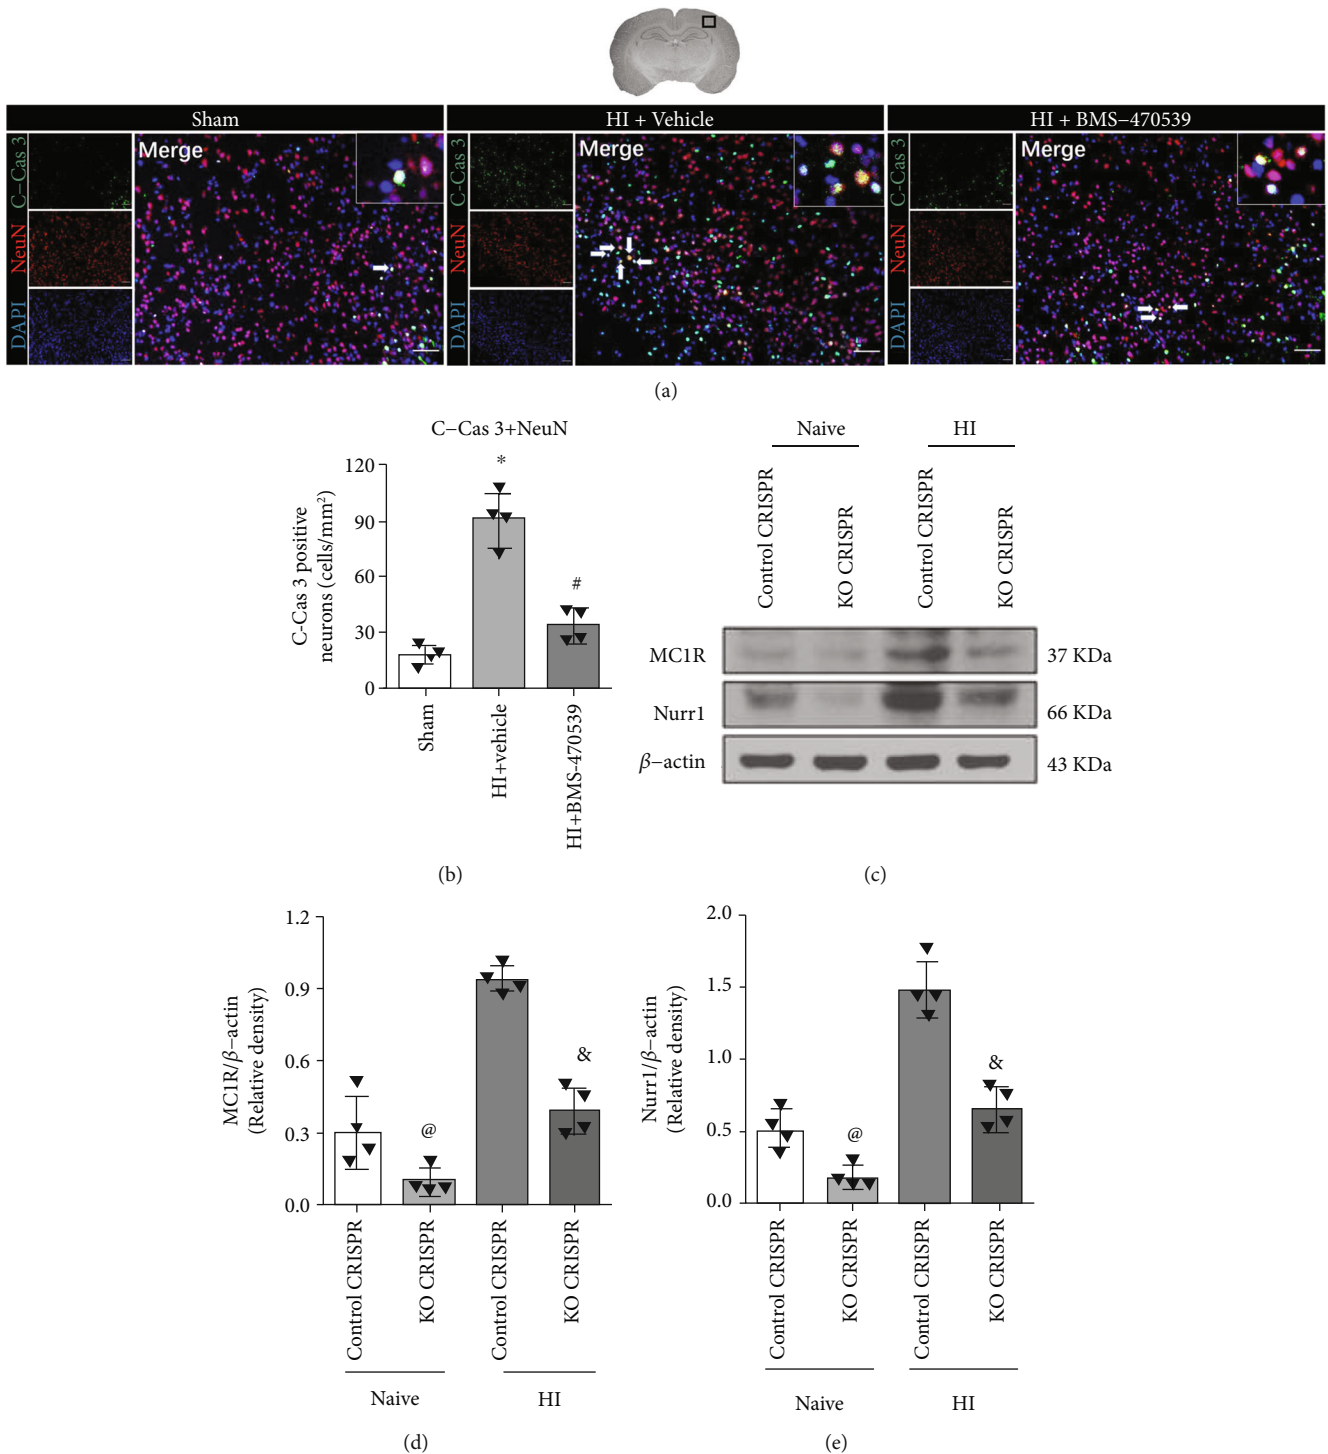 Sham
HI + Vehicle
HI + BMS−470539
C−Cas 3
NeuN
DAPI
Merge
C-Cas 3
NeuN
DAPI
Merge
C-Cas 3
NeuN
DAPI
Merge
(a)
C−Cas 3+NeuN
C-Cas 3 positive
neurons (cells/mm²)
120
90
60
30
0
*
#
Sham
HI+vehicle
HI+BMS-470539
(b)
Naive
HI
Control CRISPR
KO CRISPR
Control CRISPR
KO CRISPR
MC1R
37 KDa
Nurr1
66 KDa
β−actin
43 KDa
(c)
MC1R/β−actin
(Relative density)
1.2
0.9
0.6
0.3
0.0
@
&
Control CRISPR
KO CRISPR
Control CRISPR
KO CRISPR
Naive
HI
(d)
Nurr1/β−actin
(Relative density)
2.0
1.5
1.0
0.5
0.0
@
&
Control CRISPR
KO CRISPR
Control CRISPR
KO CRISPR
Naive
HI
(e)